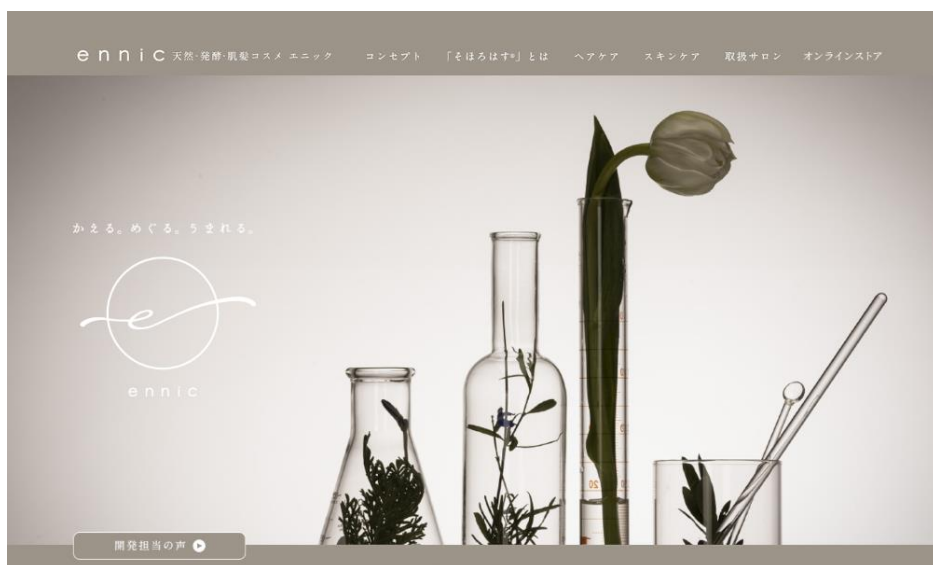 ennic 天然・発酵・肌髪コスメ エニック コンセプト 「そほろはす®」とは ヘアケア スキンケア 取扱サロン オンラインストア
かえる。めぐる。うまれる。
e
ennic
開発担当の声